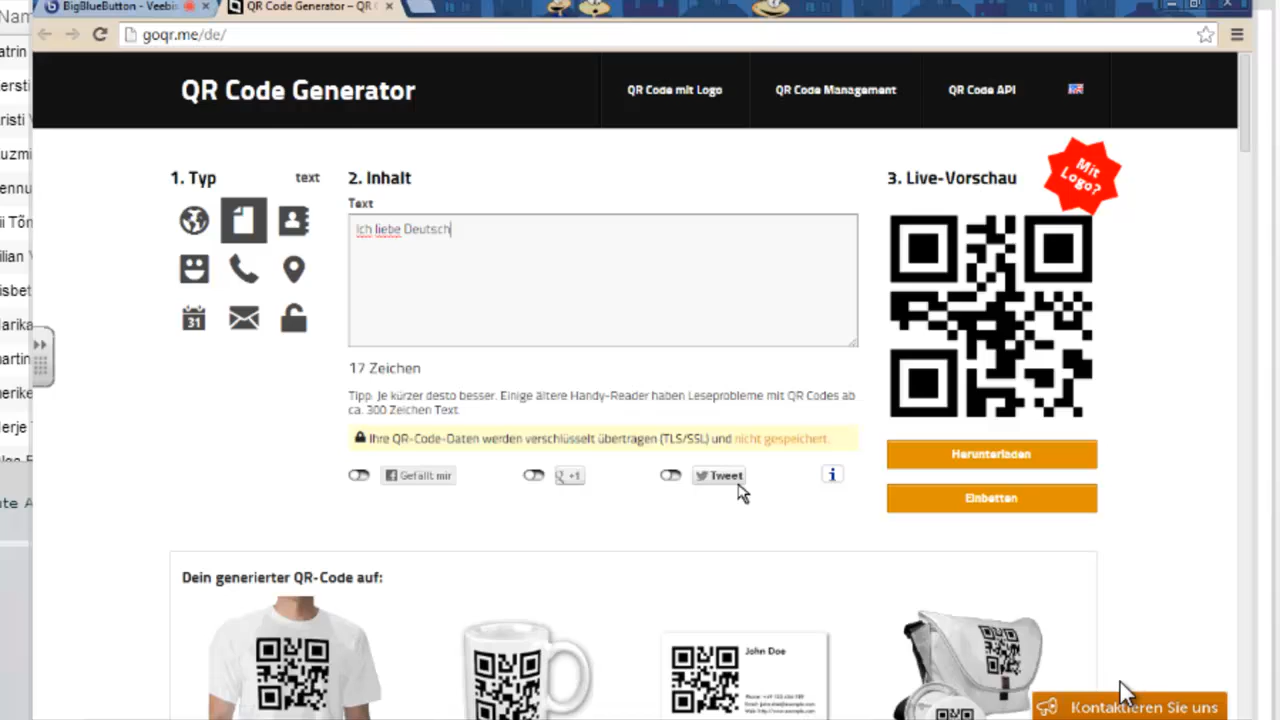 BigBlueButton - Veebis
QR Code Generator – QR
goqr.me/de/
QR Code Generator
QR Code mit Logo
QR Code Management
QR Code API
1. Typ
text
2. Inhalt
3. Live-Vorschau
Mit
Logo?
Text
Ich liebe Deutsch
31
17 Zeichen
Tipp: Je kürzer desto besser. Einige ältere Handy-Reader haben Leseprobleme mit QR Codes ab
ca. 300 Zeichen Text.
Ihre QR-Code-Daten werden verschlüsselt übertragen (TLS/SSL) und nicht gespeichert.
Gefällt mir
+1
Tweet
i
Herunterladen
Einbetten
Dein generierter QR-Code auf:
John Doe
Kontaktieren Sie uns